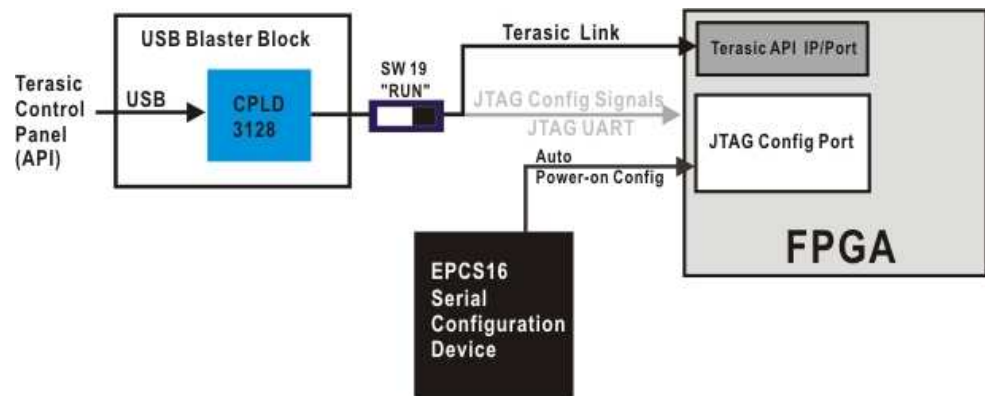 USB Blaster Block
Terasic
Control
Panel
(API)
USB
CPLD
3128
SW 19
"RUN"
Terasic Link
JTAG Config Signals
JTAG UART
Auto
Power-on Config
Terasic API IP/Port
JTAG Config Port
FPGA
EPCS16
Serial
Configuration
Device